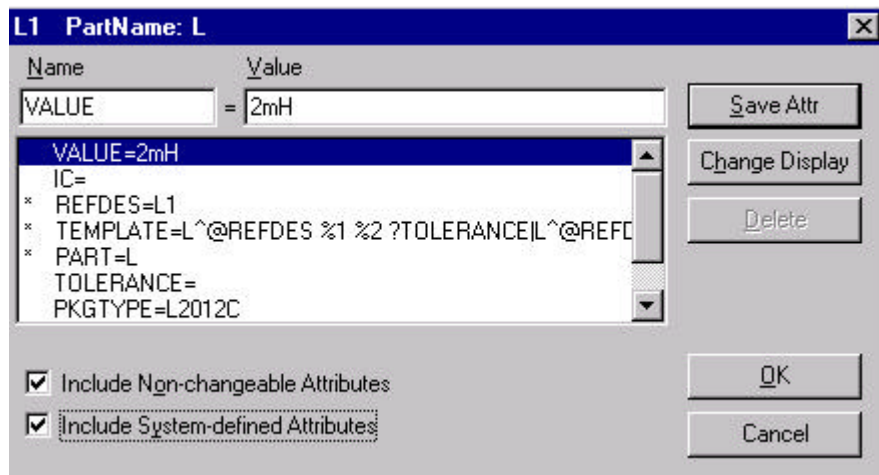 L1 PartName: L
Name Value
VALUE = 2mH
Save Attr
VALUE=2mH
Change Display
IC=
* REFDES=L1
Delete
* TEMPLATE=L^@REFDES %1 %2 ?TOLERANCE|L^@REFD
* PART=L
TOLERANCE=
PKGTYPE=L2012C
Include Non-changeable Attributes
OK
Include System-defined Attributes
Cancel